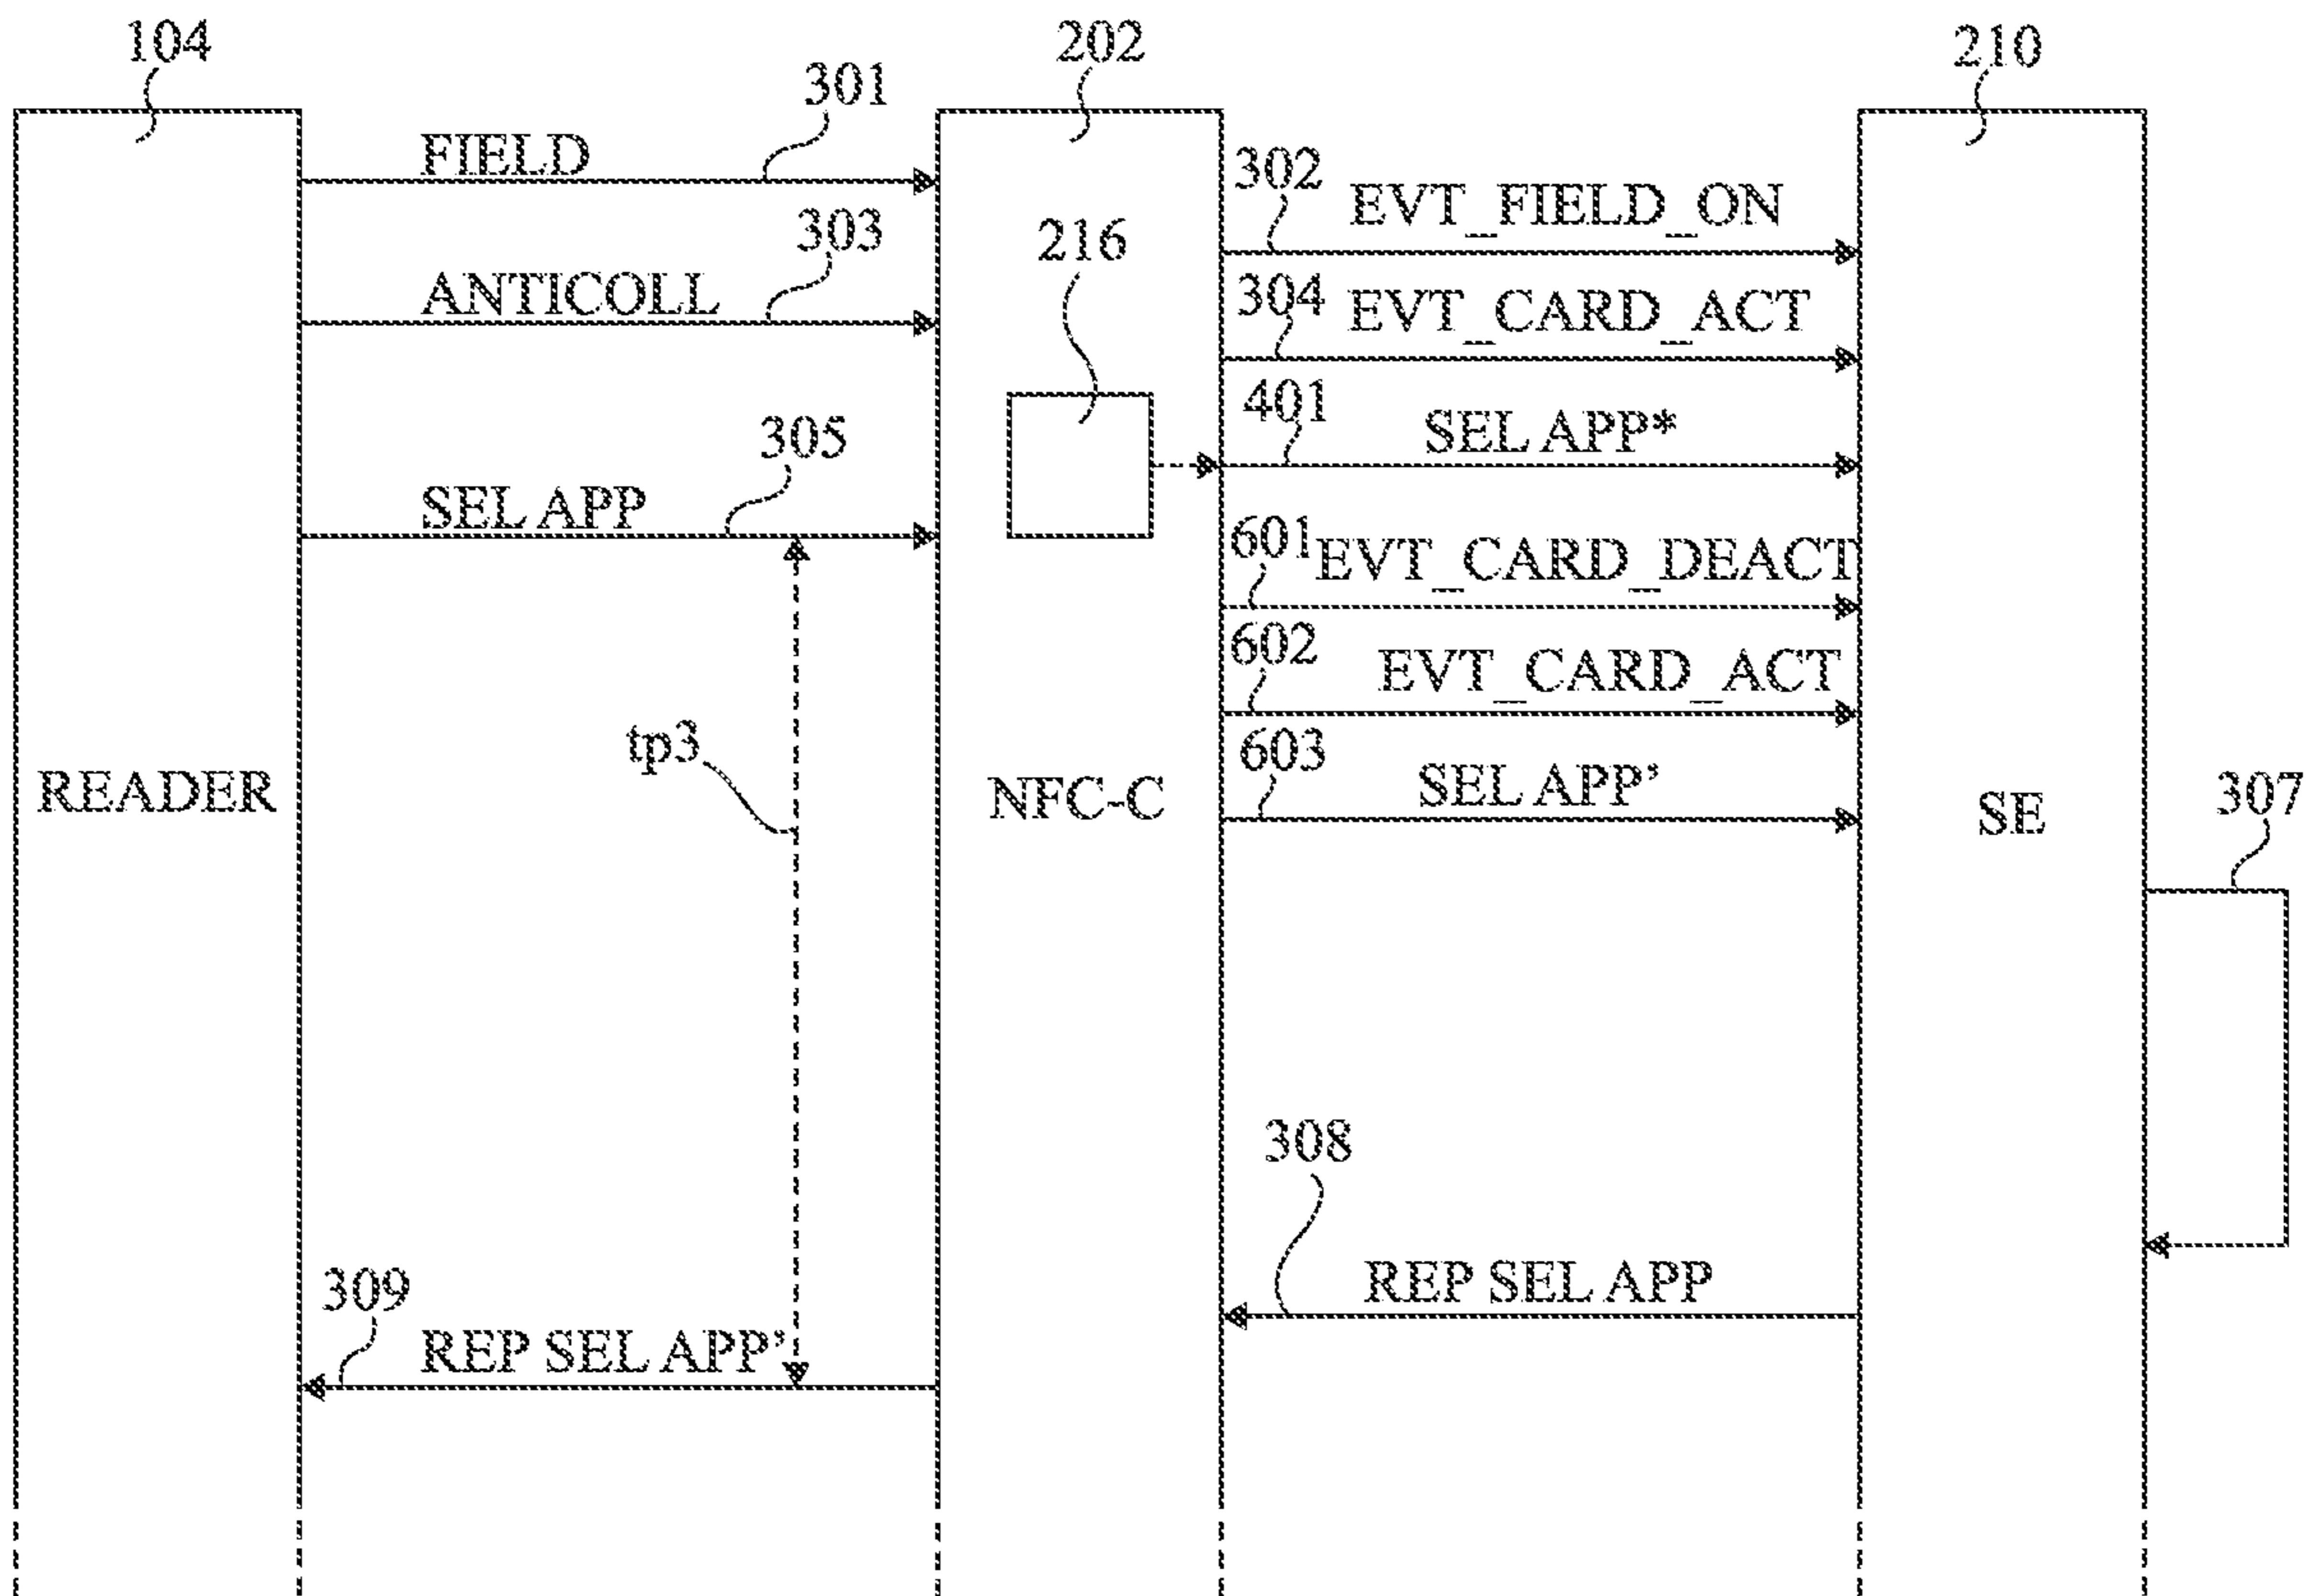 104
202
210
301
FIELD
302
EVT_FIELD_ON
303
216
ANTICOLL
304
EVT_CARD_ACT
401
SEL APP*
305
SEL APP
601
EVT_CARD_DEACT
602
EVT_CARD_ACT
tp3
603
SEL APP'
READER
NFC-C
SE
307
308
REP SEL APP
309
REP SEL APP'